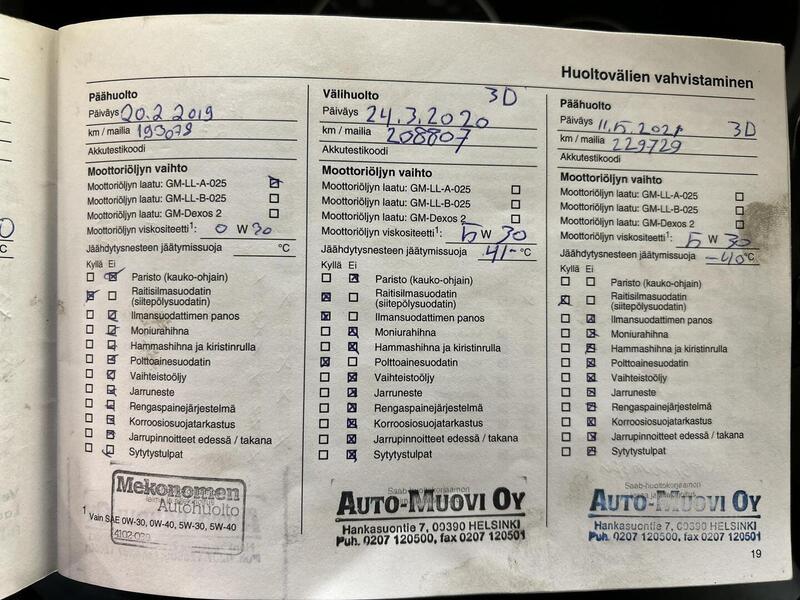 Huoltovälien vahvistaminen
Päähuolto
Päiväys 20.2 2019
km / mailia 193078
Akkutestikoodi
Moottoriöljyn vaihto
Moottoriöljyn laatu: GM-LL-A-025
Moottoriöljyn laatu: GM-LL-B-025
Moottoriöljyn laatu: GM-Dexos 2
Moottoriöljyn viskositeetti¹: 0 W 30
Jäähdytysnesteen jäätymissuoja °C
Kyllä Ei
Paristo (kauko-ohjain)
Raitisilmasuodatin
(siitepölysuodatin)
Ilmansuodattimen panos
Moniurahihna
Hammashihna ja kiristinrulla
Polttoainesuodatin
Vaihteistoöljy
Jarruneste
Rengaspainejärjestelmä
Korroosiosuojatarkastus
Jarrupinnoitteet edessä / takana
Sytytystulpat
Mekonomen
Autohuolto
¹ Vain SAE 0W-30, 0W-40, 5W-30, 5W-40
Välihuolto 3D
Päiväys 24.3.2020
km / mailia 208807
Akkutestikoodi
Moottoriöljyn vaihto
Moottoriöljyn laatu: GM-LL-A-025
Moottoriöljyn laatu: GM-LL-B-025
Moottoriöljyn laatu: GM-Dexos 2
Moottoriöljyn viskositeetti¹: 5 W 30
Jäähdytysnesteen jäätymissuoja 41- °C
Kyllä Ei
Paristo (kauko-ohjain)
Raitisilmasuodatin
(siitepölysuodatin)
Ilmansuodattimen panos
Moniurahihna
Hammashihna ja kiristinrulla
Polttoainesuodatin
Vaihteistoöljy
Jarruneste
Rengaspainejärjestelmä
Korroosiosuojatarkastus
Jarrupinnoitteet edessä / takana
Sytytystulpat
Saab-huoltokorjaamon
AUTO-MUOVI OY
Hankasuontie 7, 00390 HELSINKI
Puh. 0207 120500, fax 0207 120501
Päähuolto
Päiväys 11.5.2021 3D
km / mailia 229729
Akkutestikoodi
Moottoriöljyn vaihto
Moottoriöljyn laatu: GM-LL-A-025
Moottoriöljyn laatu: GM-LL-B-025
Moottoriöljyn laatu: GM-Dexos 2
Moottoriöljyn viskositeetti¹: 5 W 30
Jäähdytysnesteen jäätymissuoja -40 °C
Kyllä Ei
Paristo (kauko-ohjain)
Raitisilmasuodatin
(siitepölysuodatin)
Ilmansuodattimen panos
Moniurahihna
Hammashihna ja kiristinrulla
Polttoainesuodatin
Vaihteistoöljy
Jarruneste
Rengaspainejärjestelmä
Korroosiosuojatarkastus
Jarrupinnoitteet edessä / takana
Sytytystulpat
Saab-huoltokorjaamon
AUTO-MUOVI OY
Hankasuontie 7, 00390 HELSINKI
Puh. 0207 120500, fax 0207 120501
19